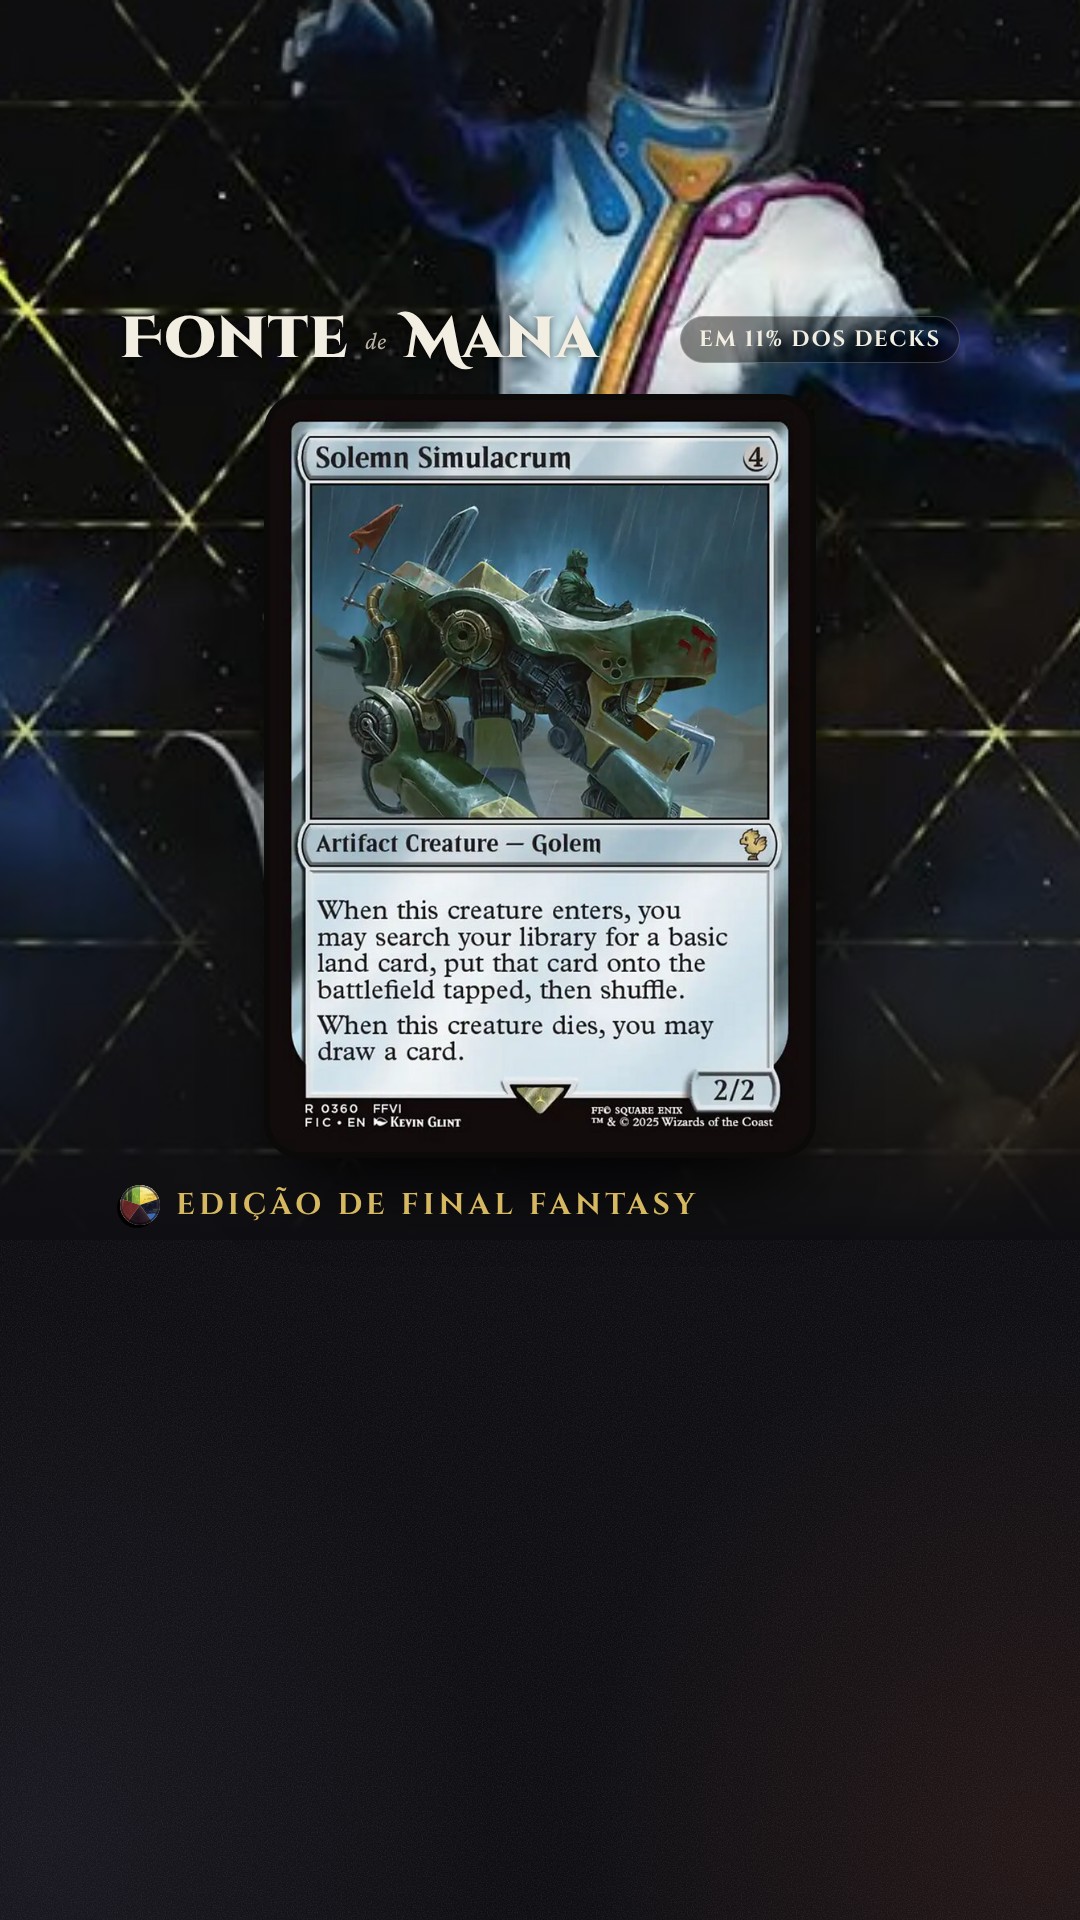 FONTE de MANA
EM 11% DOS DECKS
Solemn Simulacrum 4
Artifact Creature — Golem
When this creature enters, you
may search your library for a basic
land card, put that card onto the
battlefield tapped, then shuffle.
When this creature dies, you may
draw a card.
2/2
R 0360 FFVI
FIC • EN KEVIN GLINT
FF© SQUARE ENIX
™ & © 2025 Wizards of the Coast
EDIÇÃO DE FINAL FANTASY